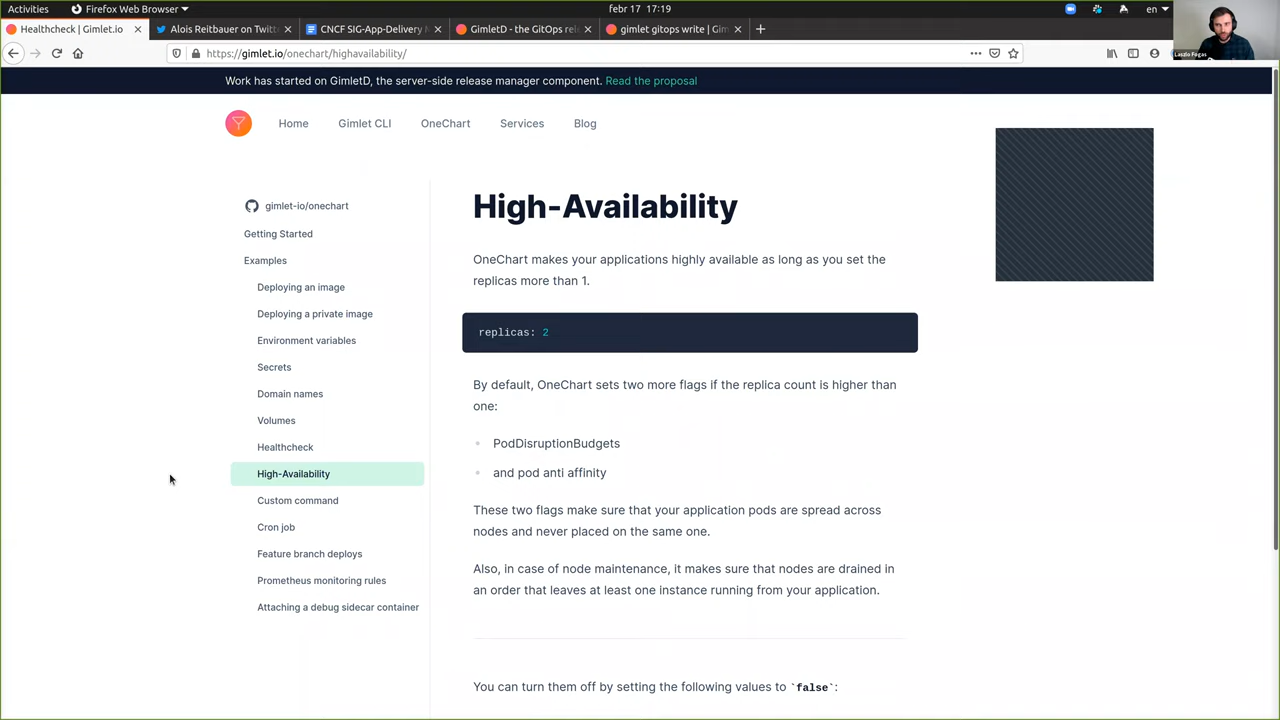 Activities
Firefox Web Browser
febr 17 17:19
en
Healthcheck | Gimlet.io
Alois Reitbauer on Twitt
CNCF SIG-App-Delivery M
GimletD - the GitOps rel
gimlet gitops write | Gim
https://gimlet.io/onechart/highavailability/
Laszlo Fogas
Work has started on GimletD, the server-side release manager component. Read the proposal
Home
Gimlet CLI
OneChart
Services
Blog
gimlet-io/onechart
Getting Started
Examples
Deploying an image
Deploying a private image
Environment variables
Secrets
Domain names
Volumes
Healthcheck
High-Availability
Custom command
Cron job
Feature branch deploys
Prometheus monitoring rules
Attaching a debug sidecar container
High-Availability
OneChart makes your applications highly available as long as you set the
replicas more than 1.
replicas: 2
By default, OneChart sets two more flags if the replica count is higher than
one:
PodDisruptionBudgets
and pod anti affinity
These two flags make sure that your application pods are spread across
nodes and never placed on the same one.
Also, in case of node maintenance, it makes sure that nodes are drained in
an order that leaves at least one instance running from your application.
You can turn them off by setting the following values to `false`: